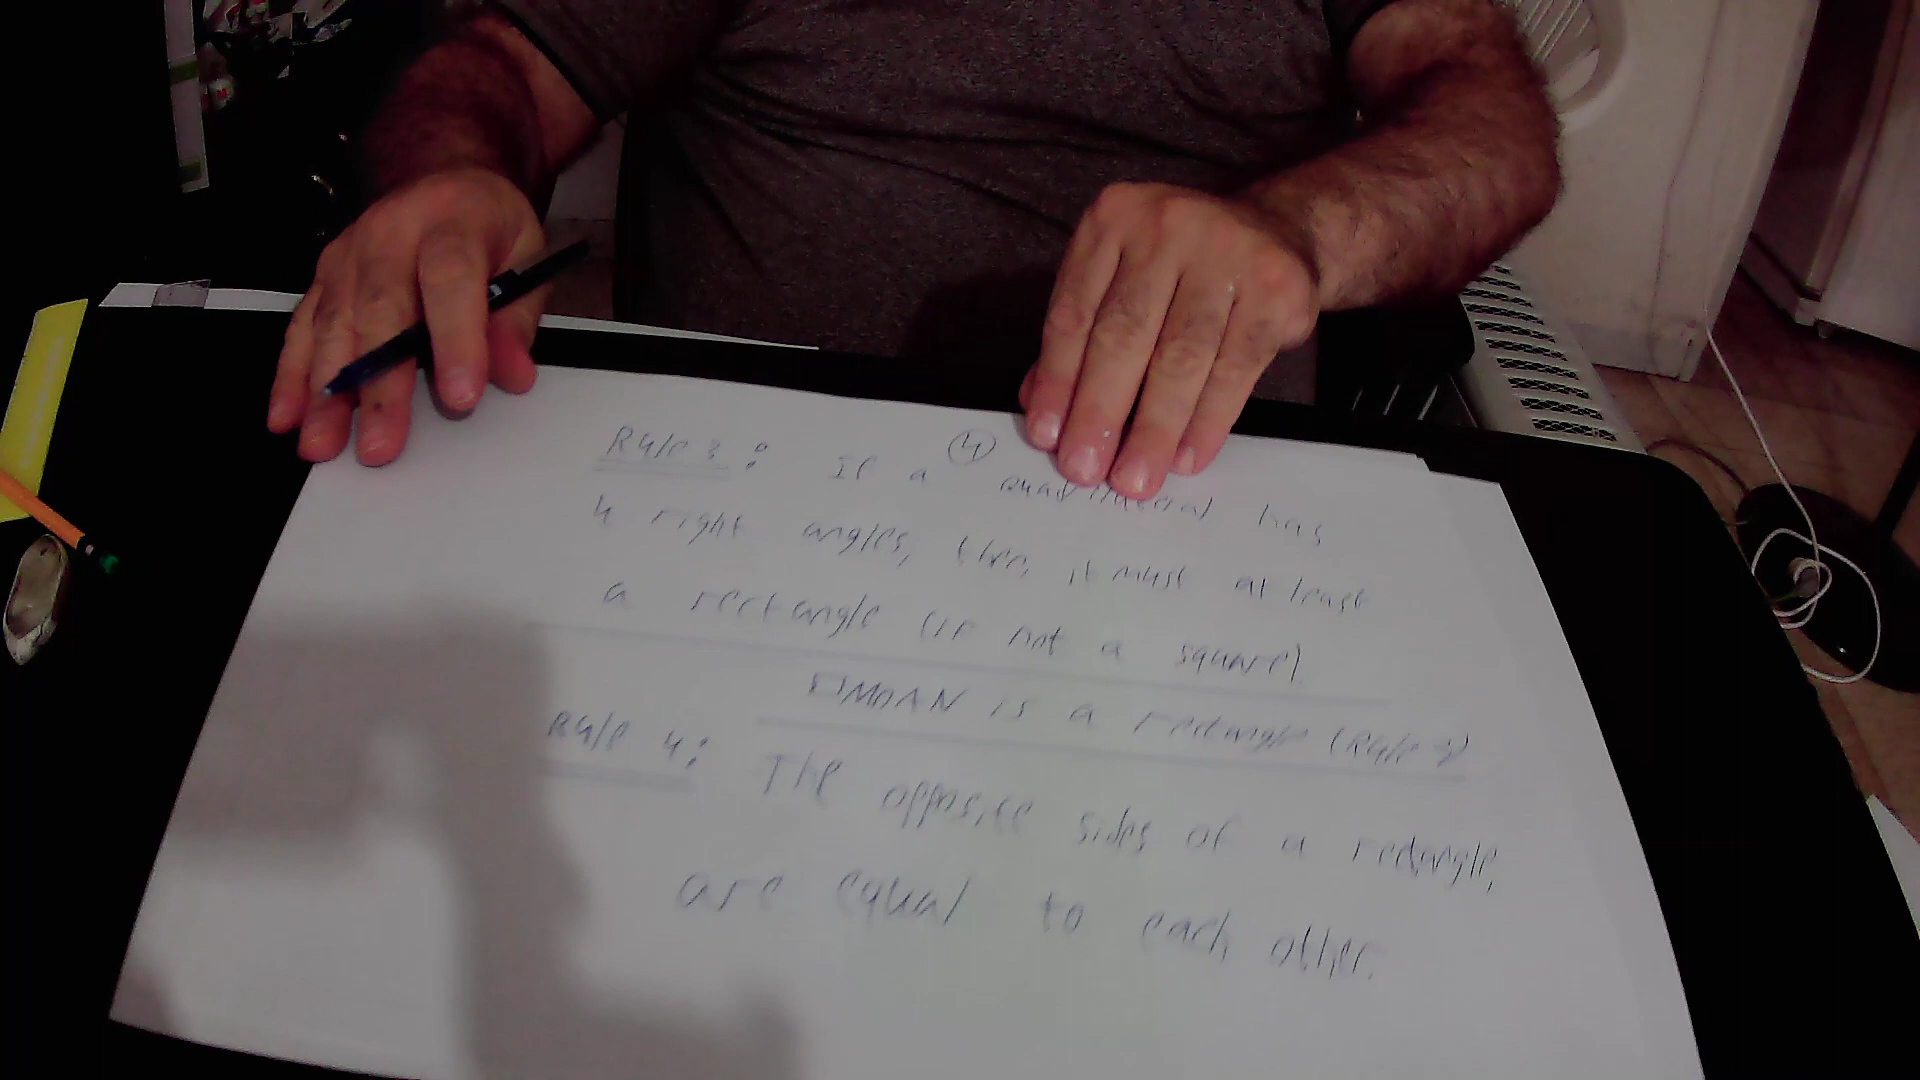 ④
Rule 3: If a quadrilateral has
4 right angles, then, it must at least
a rectangle (if not a square)
MOAN is a rectangle (Rule 3)
Rule 4: The opposite sides of a rectangle,
are equal to each other.